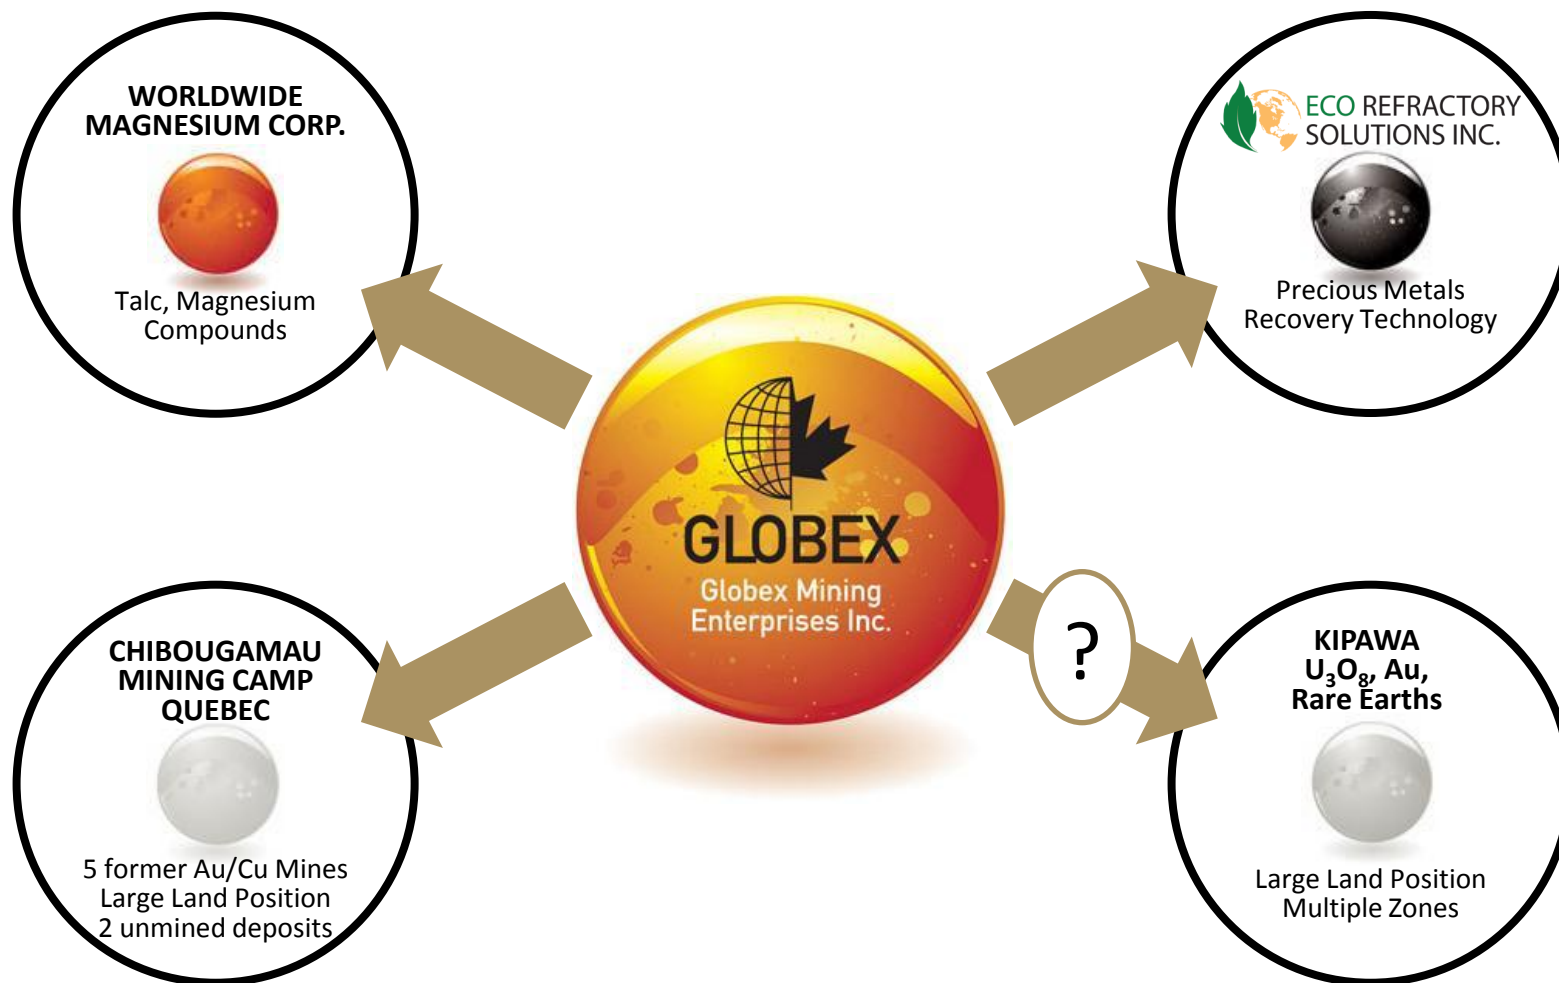 WORLDWIDE
MAGNESIUM CORP.
Talc, Magnesium
Compounds
ECO REFRACTORY
SOLUTIONS INC.
Precious Metals
Recovery Technology
GLOBEX
Globex Mining
Enterprises Inc.
CHIBOUGAMAU
MINING CAMP
QUEBEC
5 former Au/Cu Mines
Large Land Position
2 unmined deposits
?
KIPAWA
U₃O₈, Au,
Rare Earths
Large Land Position
Multiple Zones